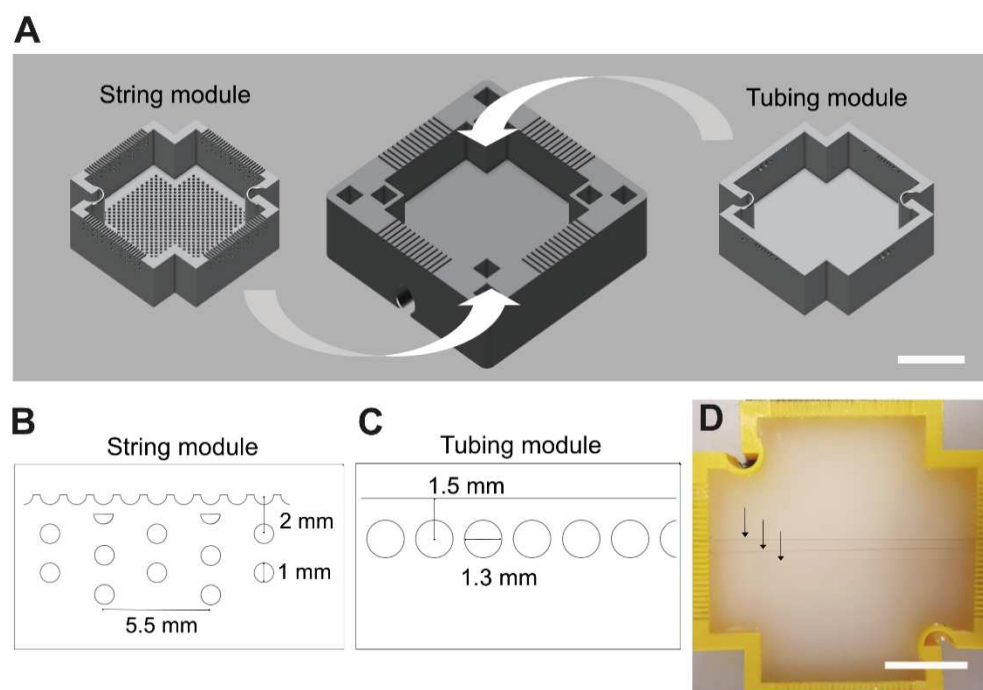 A
String module
Tubing module
B
String module
2 mm
1 mm
5.5 mm
C
Tubing module
1.5 mm
1.3 mm
D